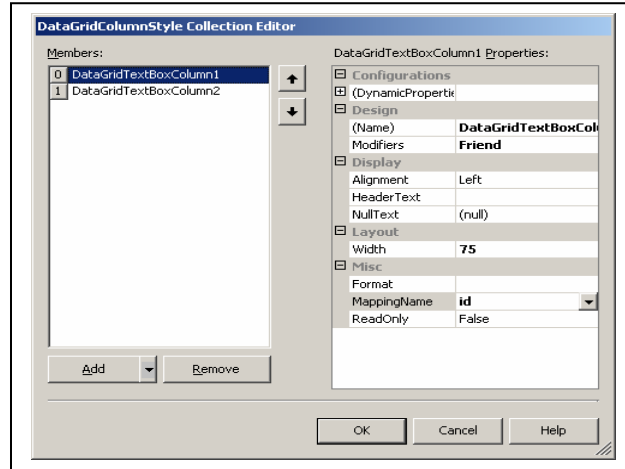 DataGridColumnStyle Collection Editor
Members:
0 DataGridTextBoxColumn1
1 DataGridTextBoxColumn2
Add
Remove
DataGridTextBoxColumn1 Properties:
Configurations
(DynamicPropertie
Design
(Name) DataGridTextBoxColu
Modifiers Friend
Display
Alignment Left
HeaderText
NullText (null)
Layout
Width 75
Misc
Format
MappingName id
ReadOnly False
OK
Cancel
Help